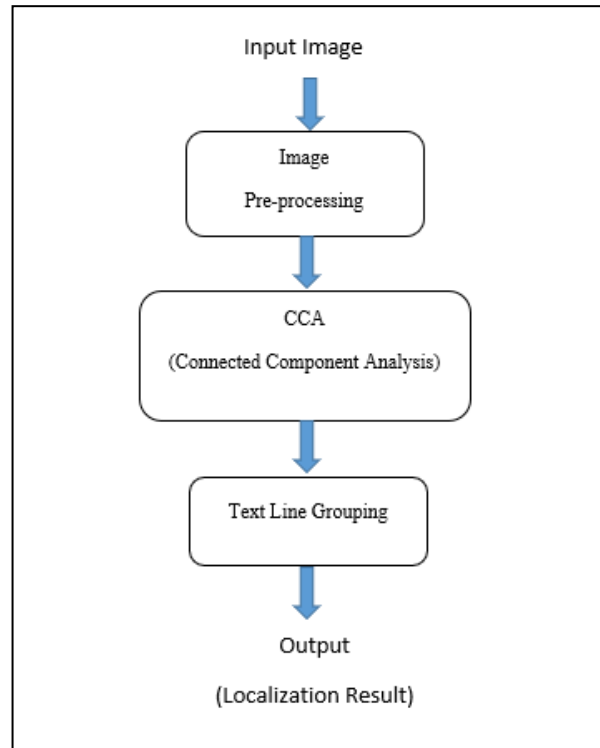 Input Image
Image
Pre-processing
CCA
(Connected Component Analysis)
Text Line Grouping
Output
(Localization Result)